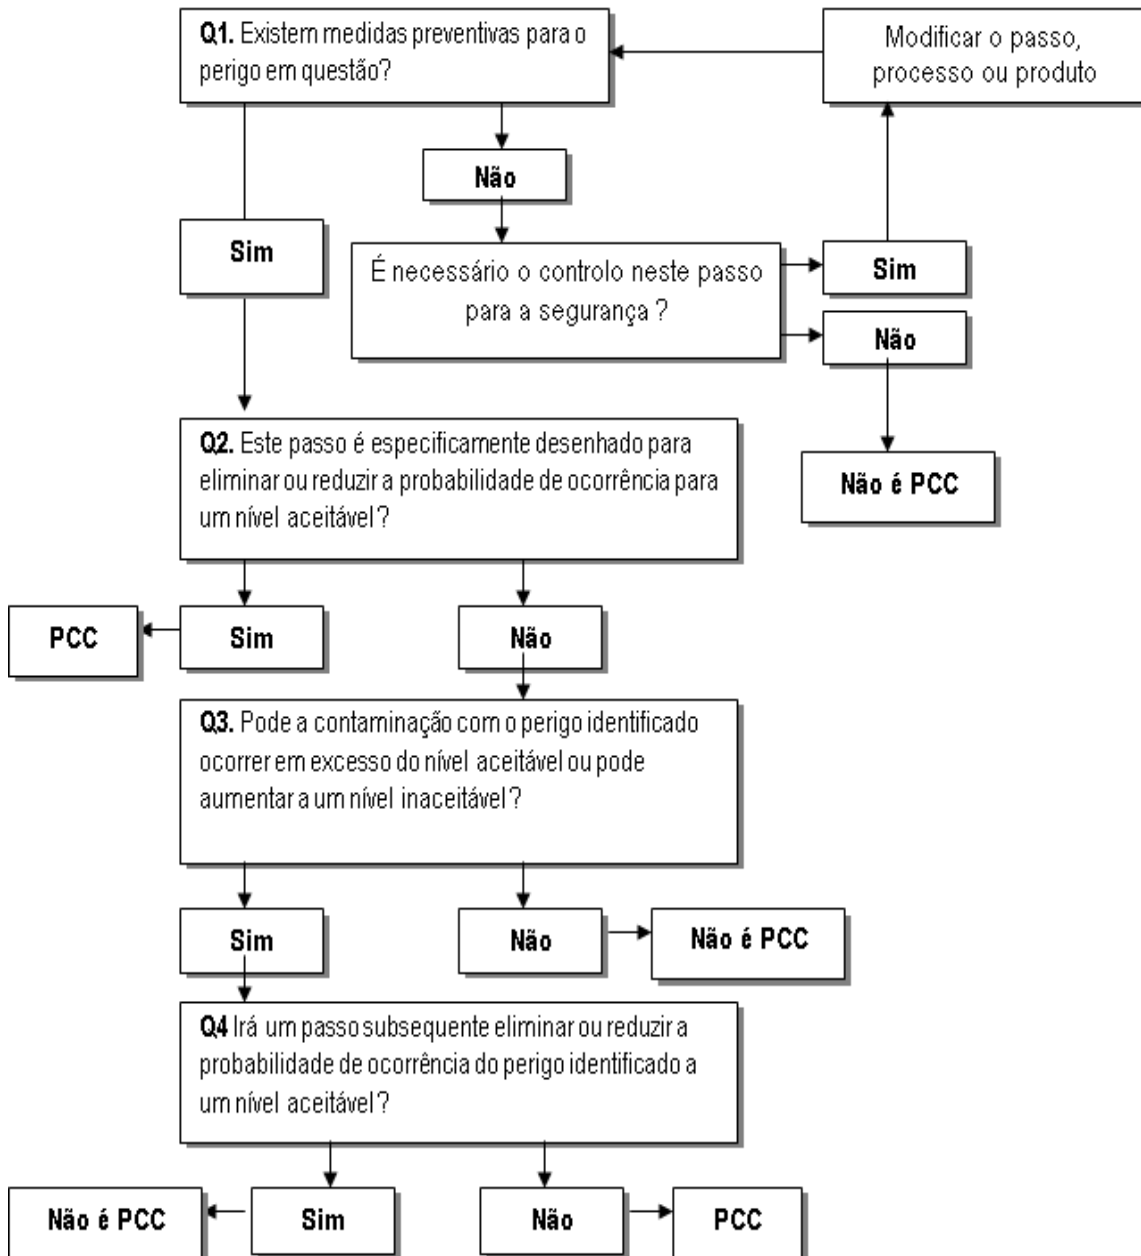 Q1. Existem medidas preventivas para o
perigo em questão?
Modificar o passo,
processo ou produto
Não
Sim
É necessário o controlo neste passo
para a segurança ?
Sim
Não
Não é PCC
Q2. Este passo é especificamente desenhado para
eliminar ou reduzir a probabilidade de ocorrência para
um nível aceitável?
PCC
Sim
Não
Q3. Pode a contaminação com o perigo identificado
ocorrer em excesso do nível aceitável ou pode
aumentar a um nível inaceitável?
Sim
Não
Não é PCC
Q4 Irá um passo subsequente eliminar ou reduzir a
probabilidade de ocorrência do perigo identificado a
um nível aceitável?
Não é PCC
Sim
Não
PCC